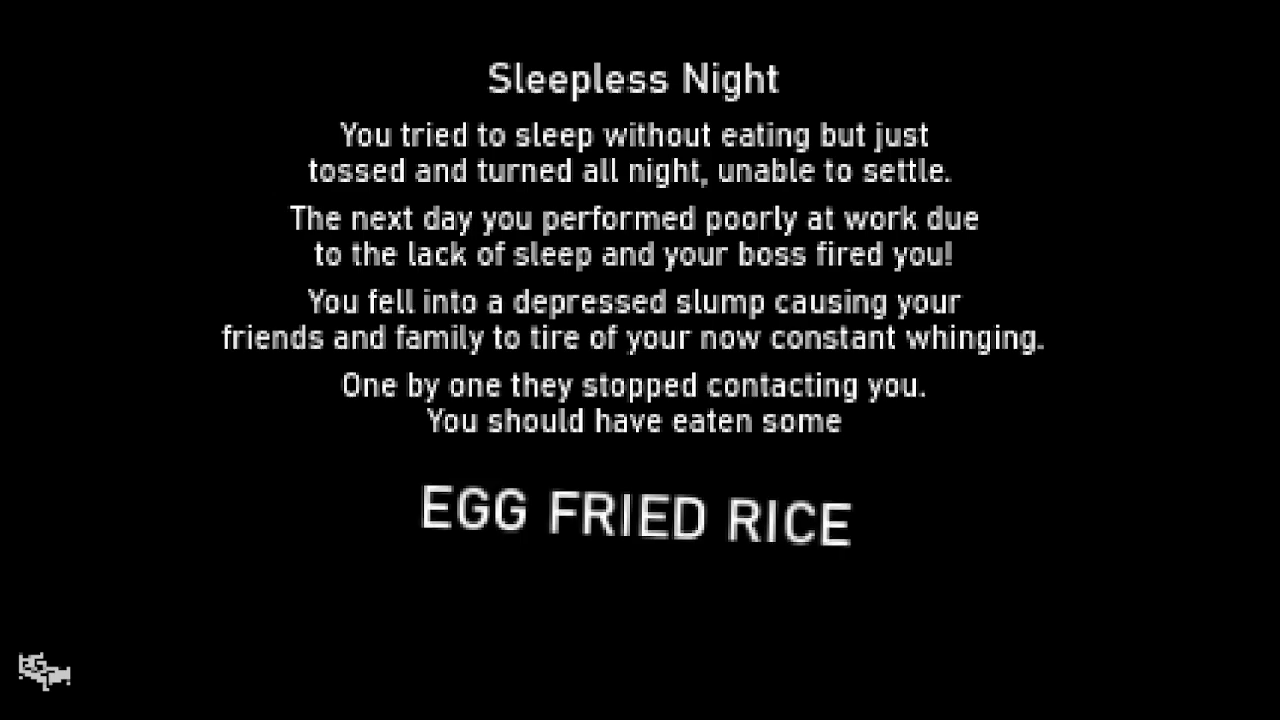 Sleepless Night
You tried to sleep without eating but just
tossed and turned all night, unable to settle.
The next day you performed poorly at work due
to the lack of sleep and your boss fired you!
You fell into a depressed slump causing your
friends and family to tire of your now constant whinging.
One by one they stopped contacting you.
You should have eaten some
EGG FRIED RICE